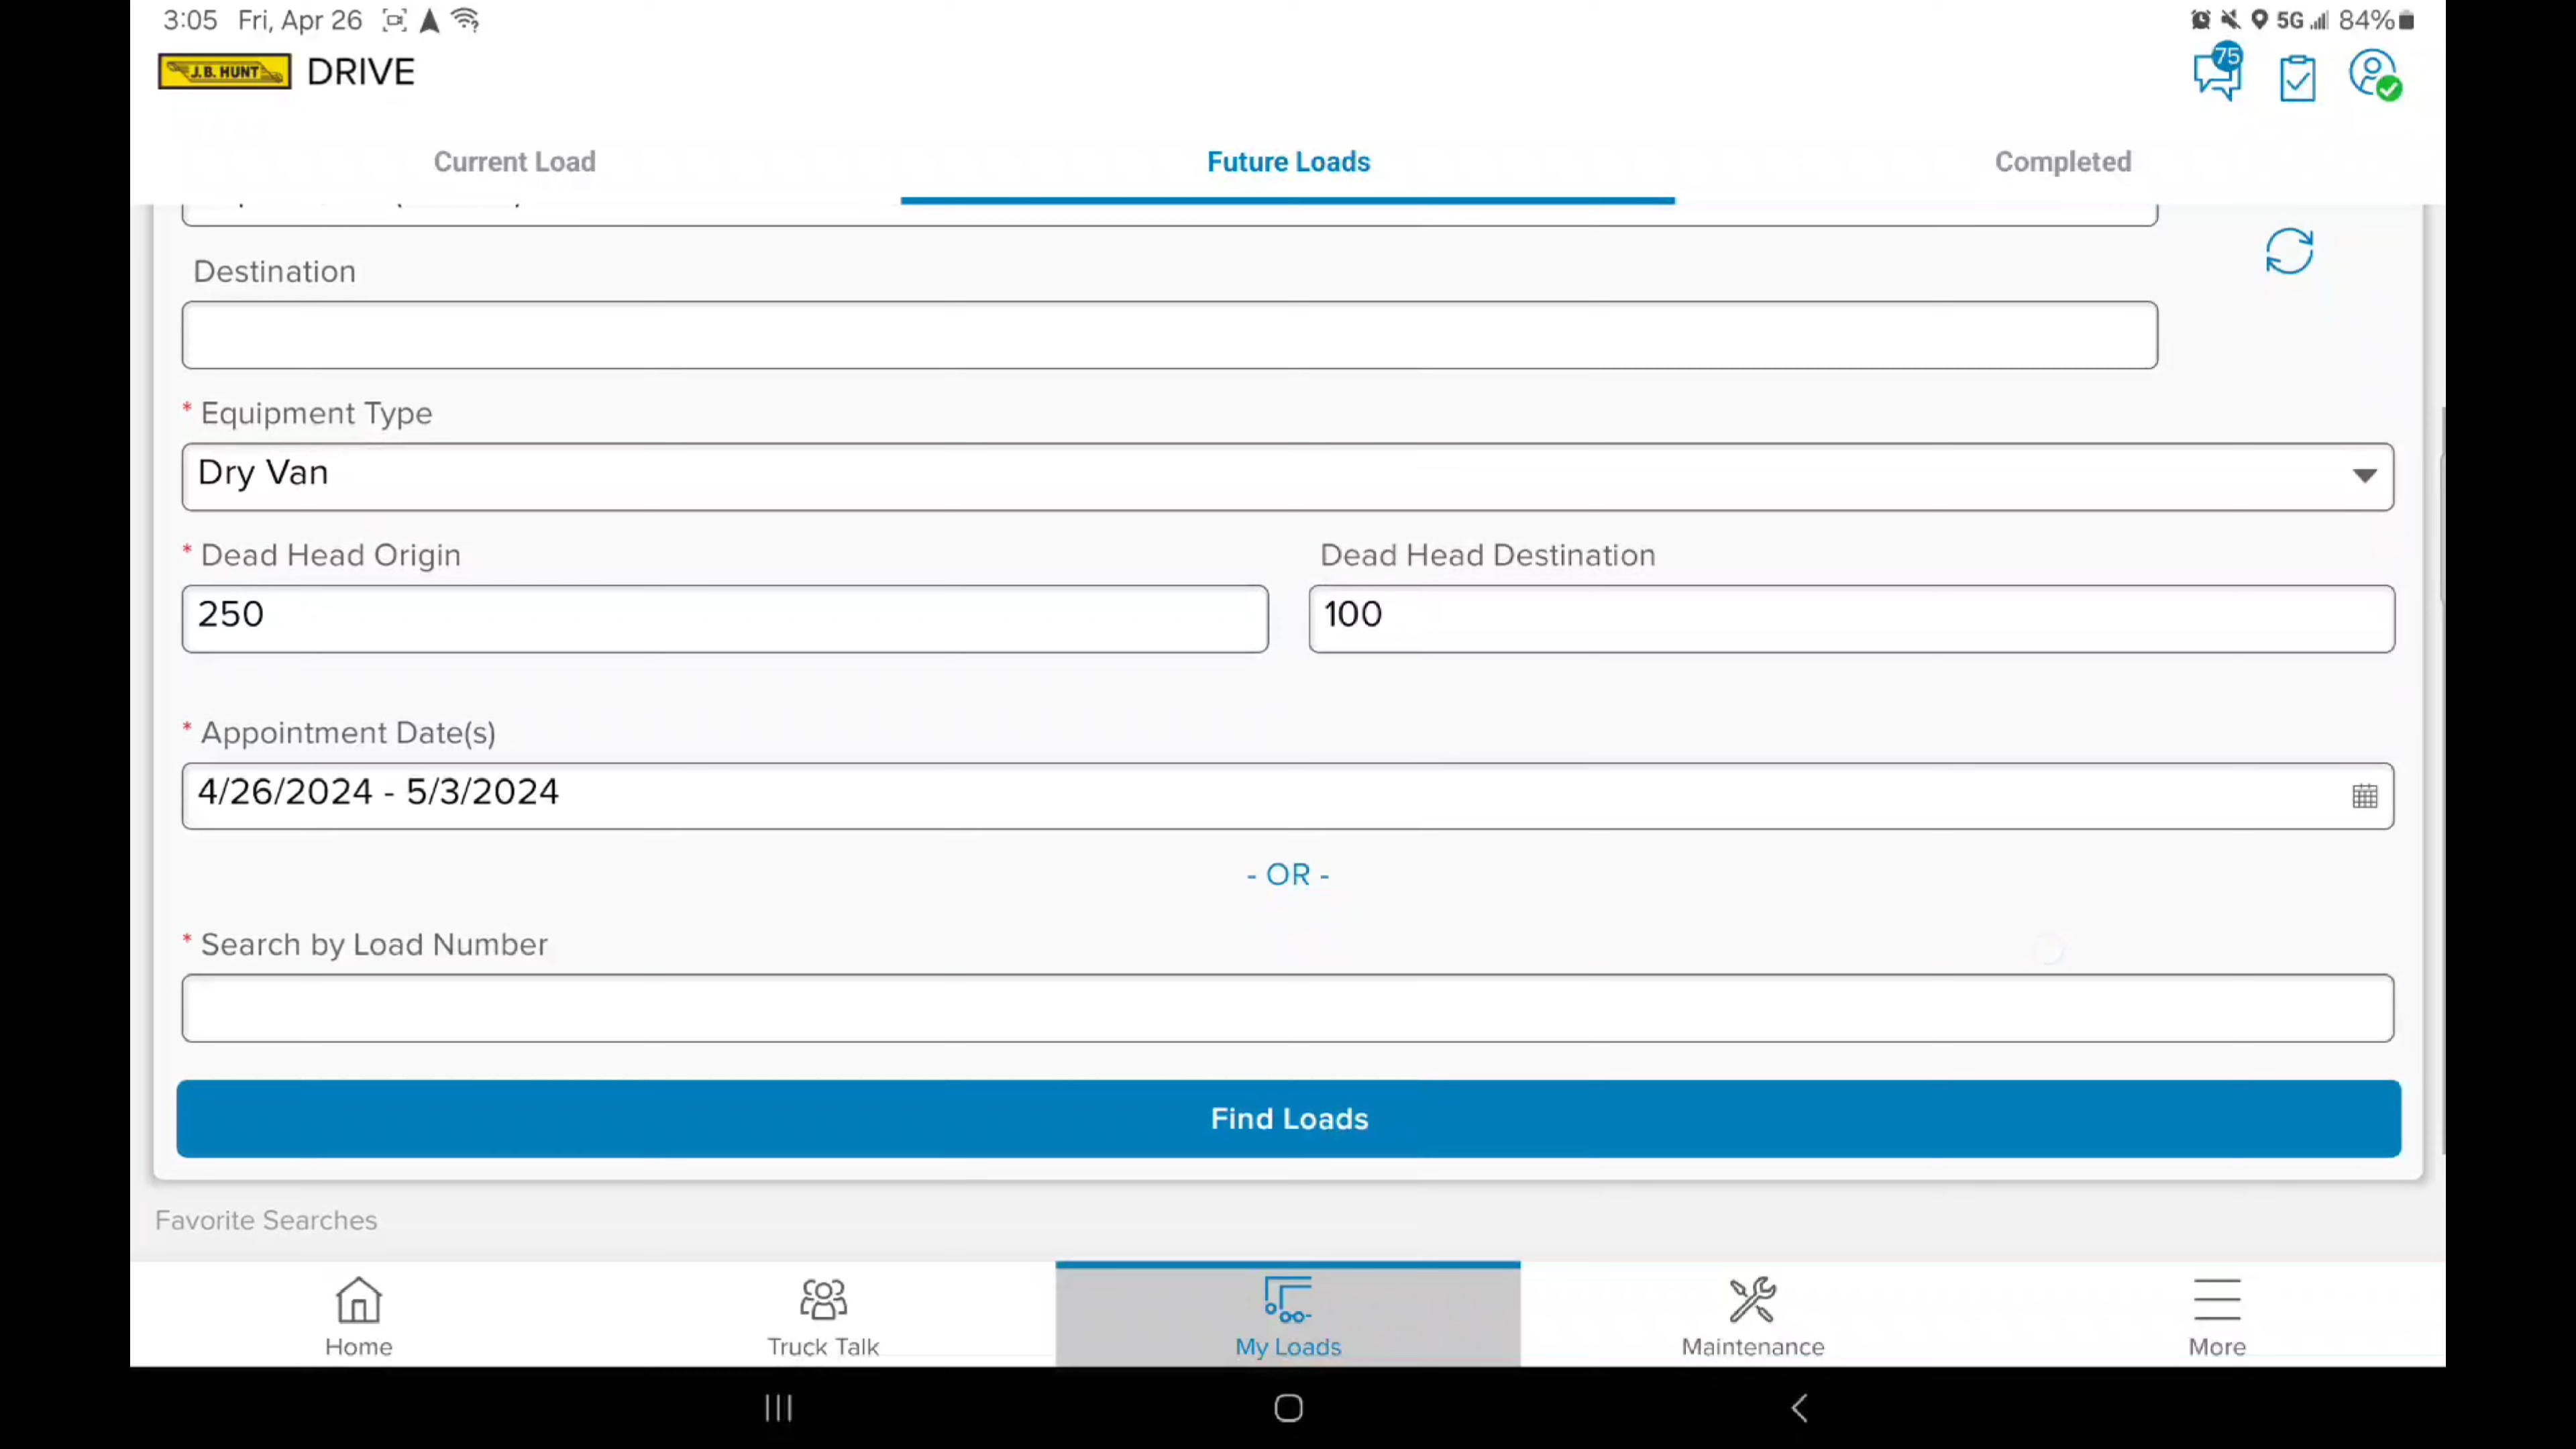 3:05 Fri, Apr 26
5G 84%
J.B. HUNT DRIVE
75
Current Load Future Loads Completed
Destination
* Equipment Type
Dry Van
* Dead Head Origin Dead Head Destination
250 100
* Appointment Date(s)
4/26/2024 - 5/3/2024
- OR -
* Search by Load Number
Find Loads
Favorite Searches
Home Truck Talk My Loads Maintenance More